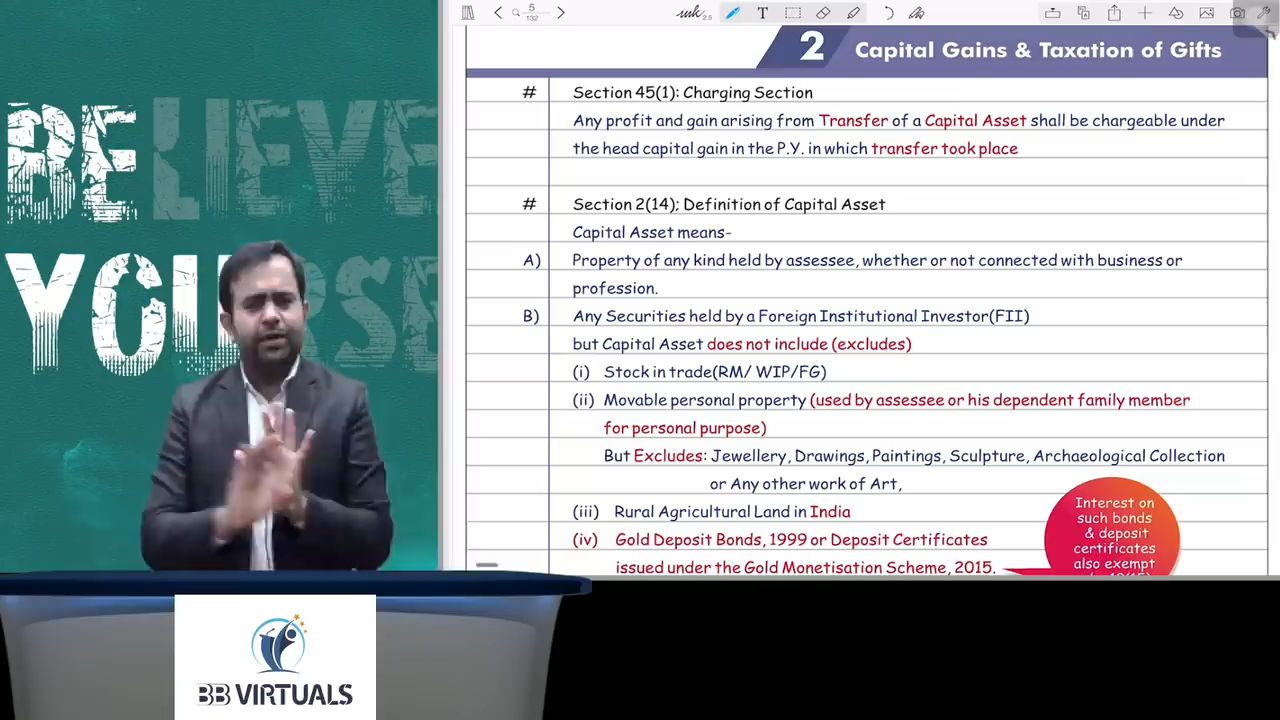 5
132
2.5
T
2 Capital Gains & Taxation of Gifts
# Section 45(1): Charging Section
Any profit and gain arising from Transfer of a Capital Asset shall be chargeable under
the head capital gain in the P.Y. in which transfer took place
# Section 2(14); Definition of Capital Asset
Capital Asset means-
A) Property of any kind held by assessee, whether or not connected with business or
profession.
B) Any Securities held by a Foreign Institutional Investor(FII)
but Capital Asset does not include (excludes)
(i) Stock in trade(RM/ WIP/FG)
(ii) Movable personal property (used by assessee or his dependent family member
for personal purpose)
But Excludes: Jewellery, Drawings, Paintings, Sculpture, Archaeological Collection
or Any other work of Art,
(iii) Rural Agricultural Land in India
(iv) Gold Deposit Bonds, 1999 or Deposit Certificates
issued under the Gold Monetisation Scheme, 2015.
Interest on
such bonds
& deposit
certificates
also exempt
BELIEVE
YOURSE
BB VIRTUALS